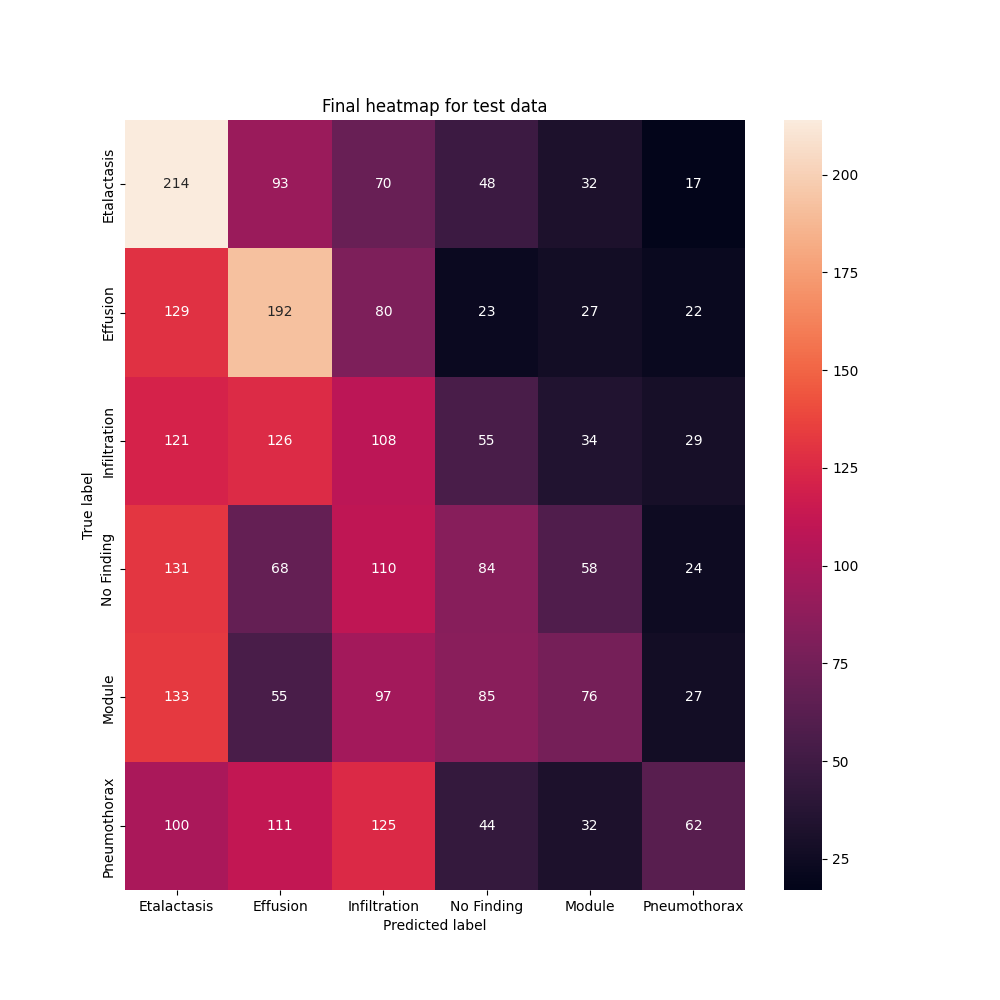 Final heatmap for test data
True label
Etalactasis 214 93 70 48 32 17
Effusion 129 192 80 23 27 22
Infiltration 121 126 108 55 34 29
No Finding 131 68 110 84 58 24
Module 133 55 97 85 76 27
Pneumothorax 100 111 125 44 32 62
Etalactasis Effusion Infiltration No Finding Module Pneumothorax
Predicted label
200
175
150
125
100
75
50
25